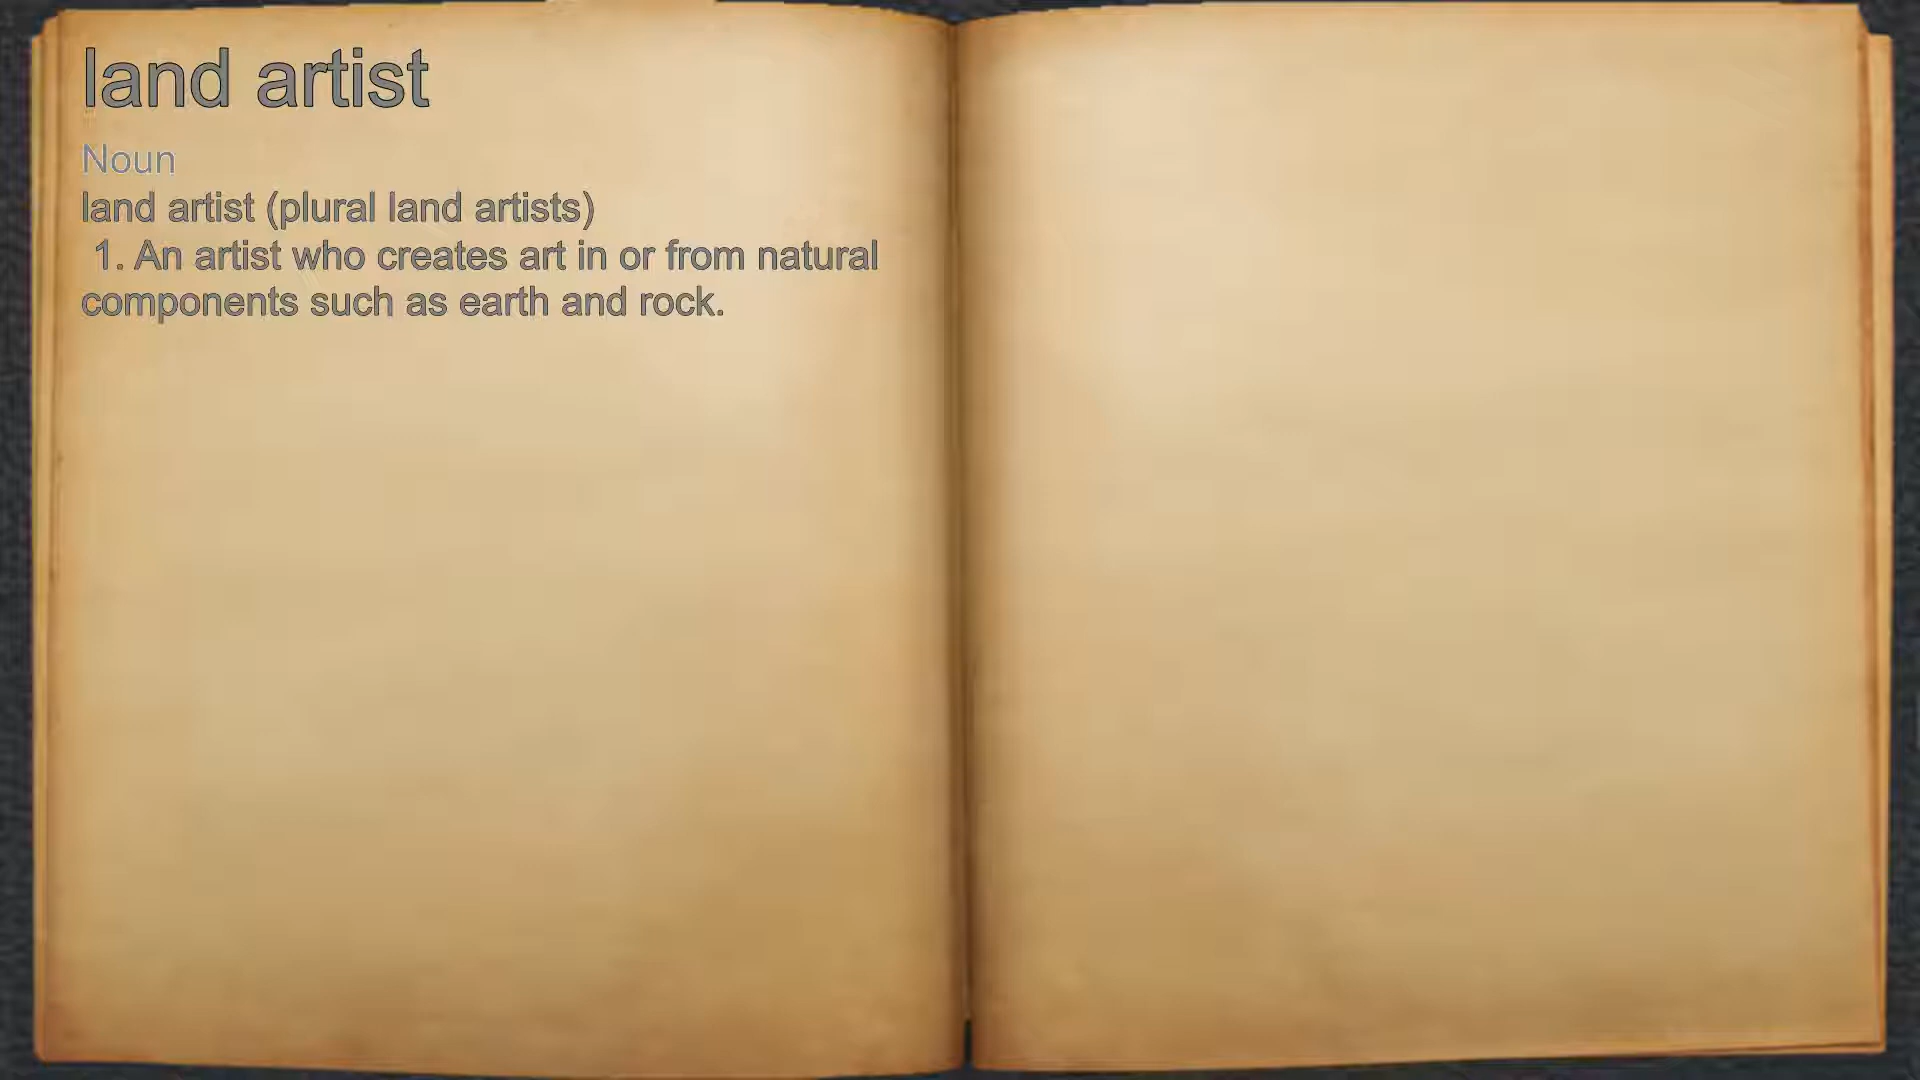 land artist
Noun
land artist (plural land artists)
1. An artist who creates art in or from natural
components such as earth and rock.